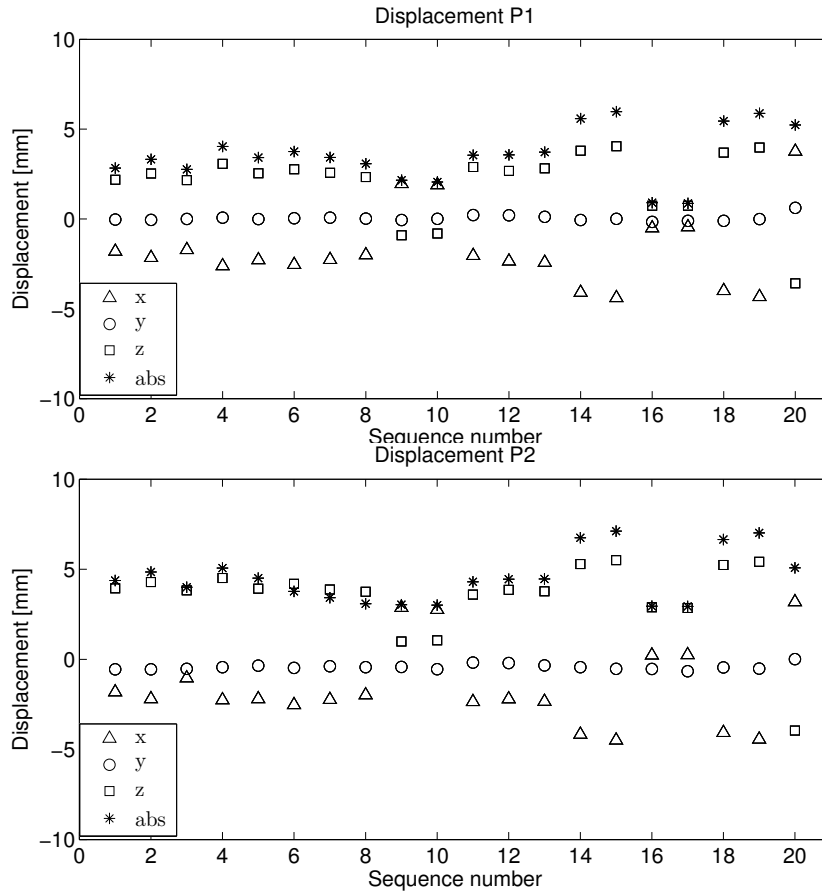 Displacement P1
10
5
0
−5
−10
Displacement [mm]
x
y
z
abs
0 2 4 6 8 10 12 14 16 18 20
Sequence number
Displacement P2
10
5
0
−5
−10
Displacement [mm]
x
y
z
abs
0 2 4 6 8 10 12 14 16 18 20
Sequence number